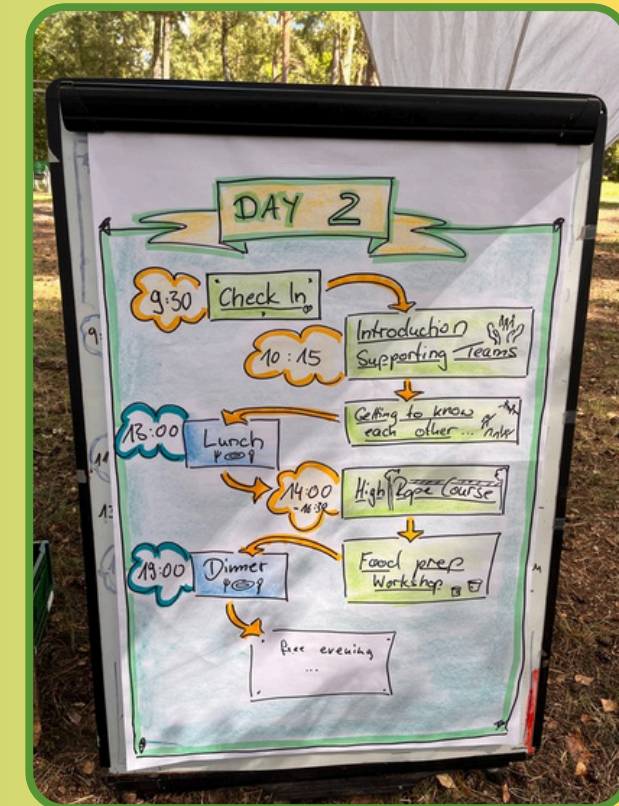 DAY 2
9:30 Check In
10:15 Introduction
Supporting Teams
Getting to know
each other...
13:00 Lunch
14:00
-16:30
High Rope Course
Food prep
Workshop
19:00 Dinner
free evening
...